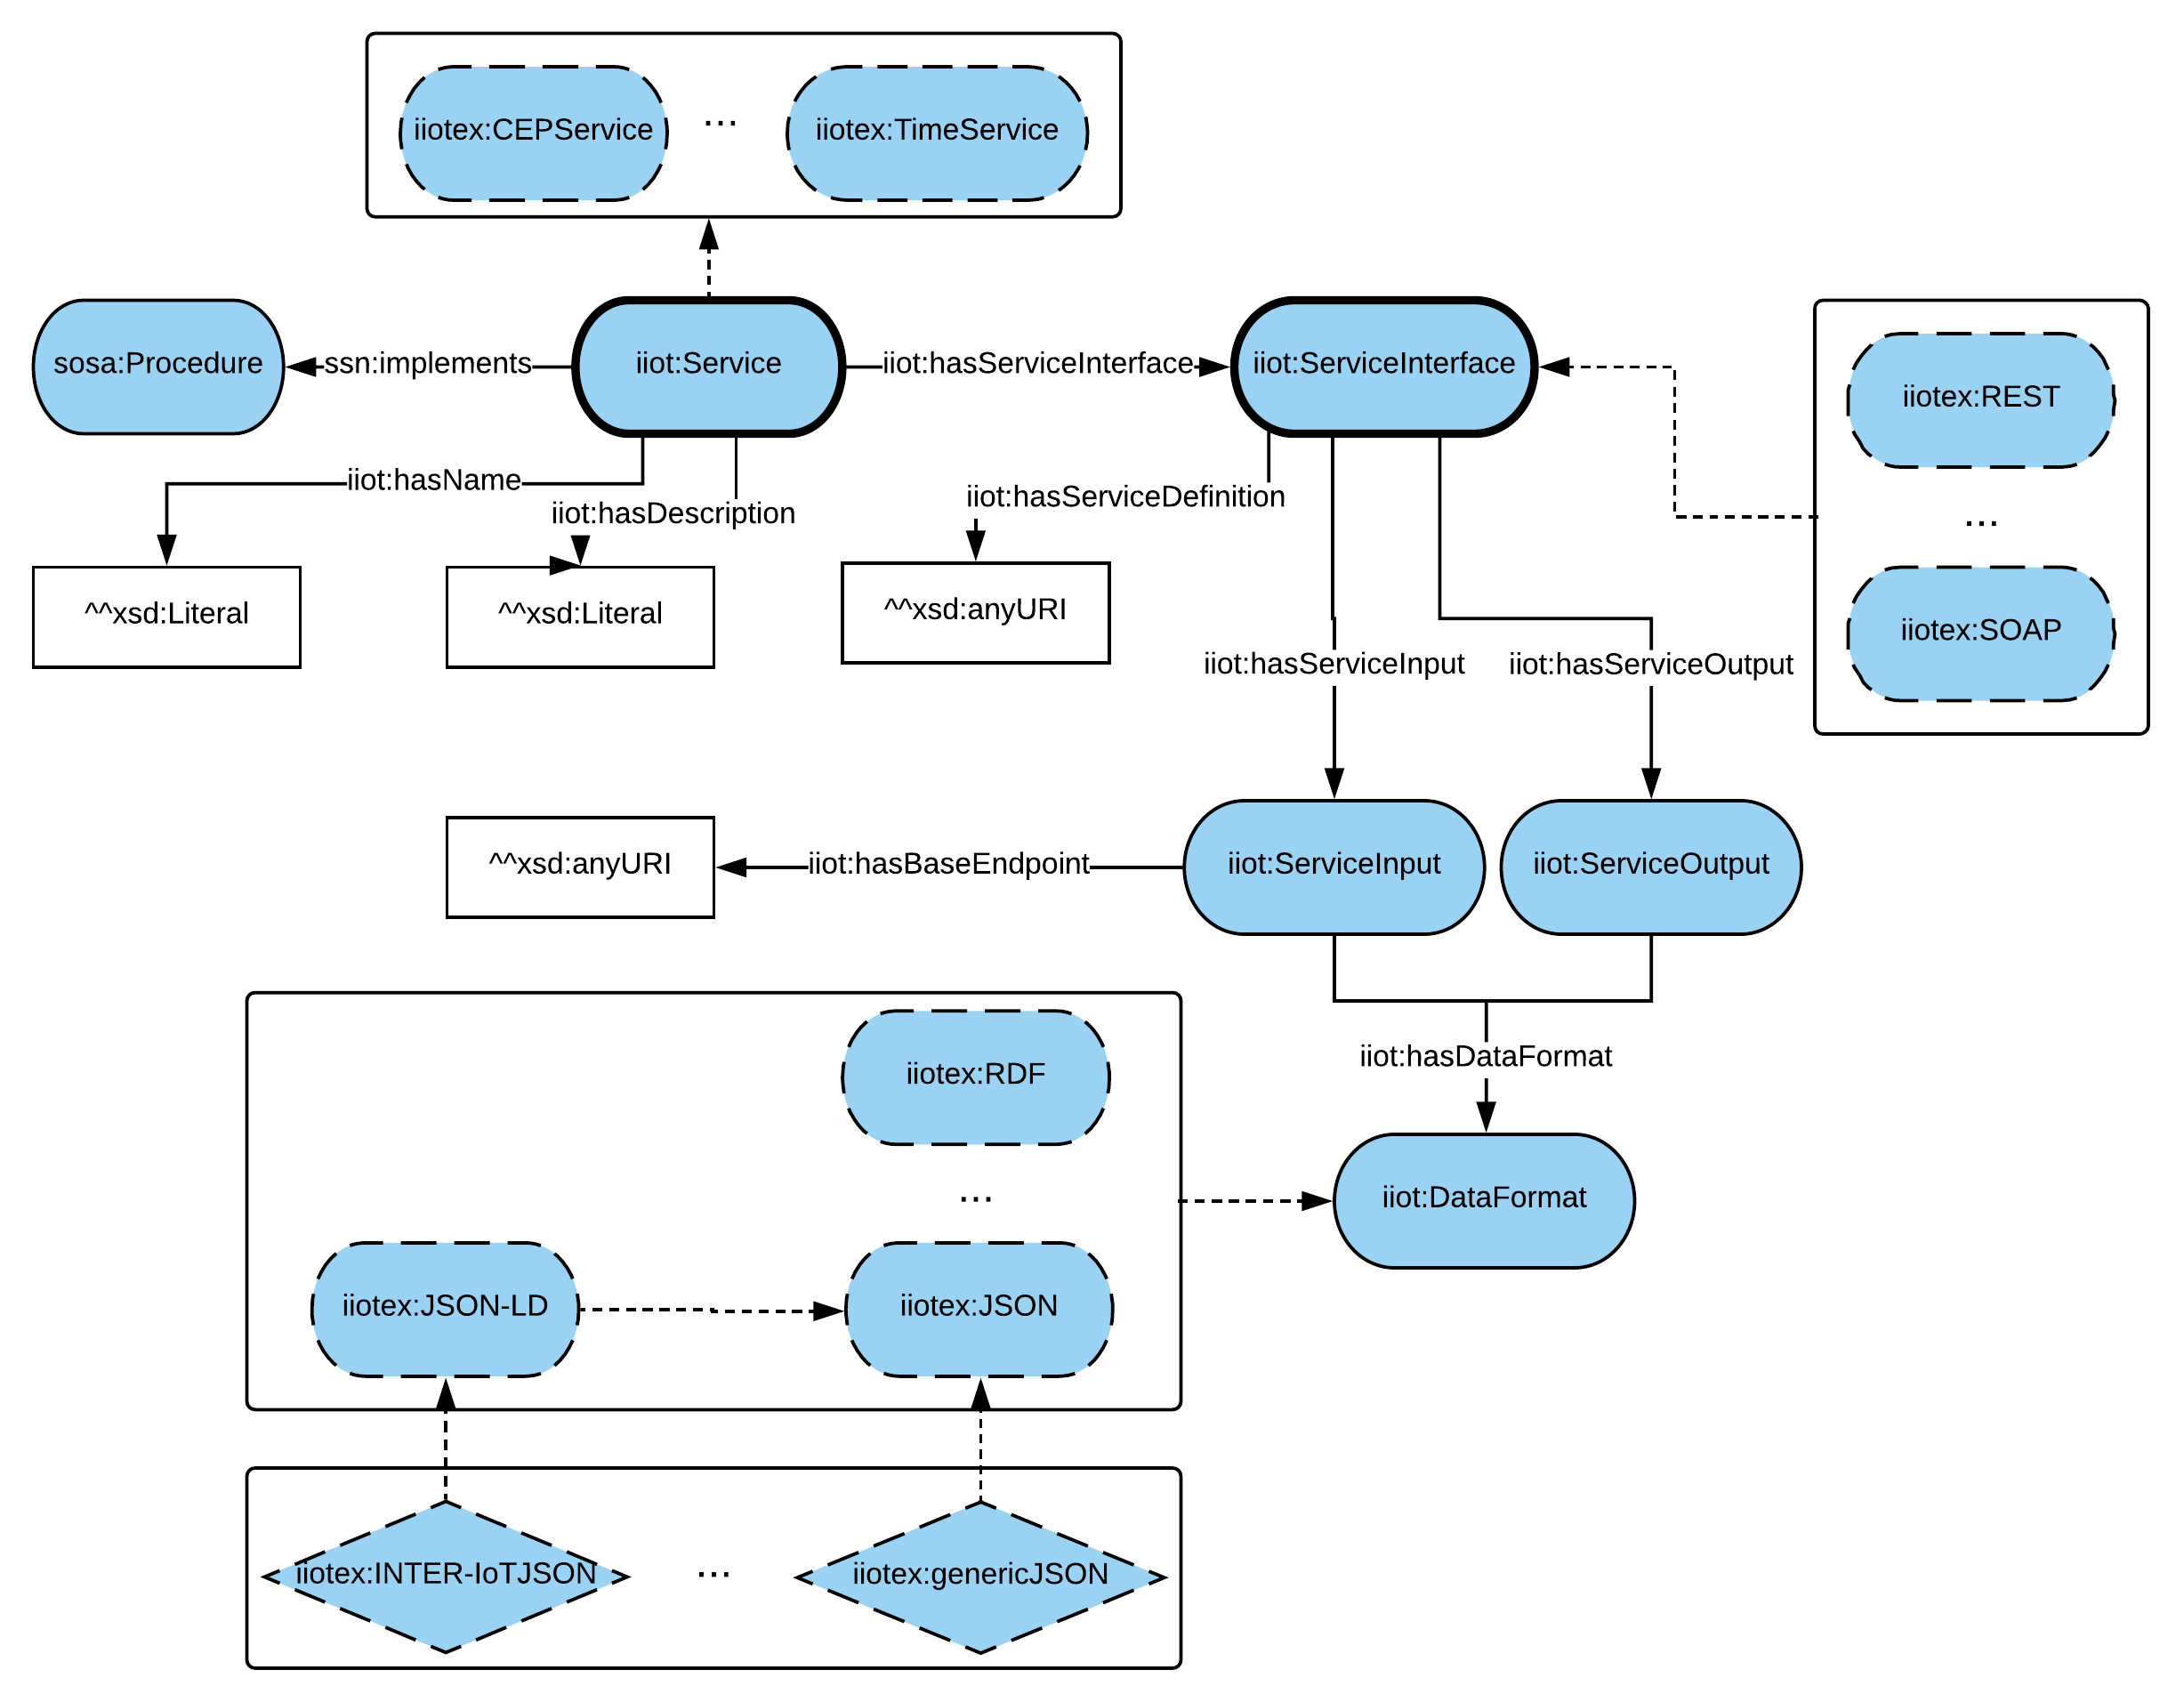 iiotex:CEPService
...
iiotex:TimeService
sosa:Procedure
ssn:implements
iiot:Service
iiot:hasServiceInterface
iiot:ServiceInterface
iiotex:REST
...
iiotex:SOAP
iiot:hasName
iiot:hasDescription
iiot:hasServiceDefinition
^^xsd:Literal
^^xsd:Literal
^^xsd:anyURI
iiot:hasServiceInput
iiot:hasServiceOutput
^^xsd:anyURI
iiot:hasBaseEndpoint
iiot:ServiceInput
iiot:ServiceOutput
iiotex:RDF
iiot:hasDataFormat
...
iiot:DataFormat
iiotex:JSON-LD
iiotex:JSON
iiotex:INTER-IoTJSON
...
iiotex:genericJSON